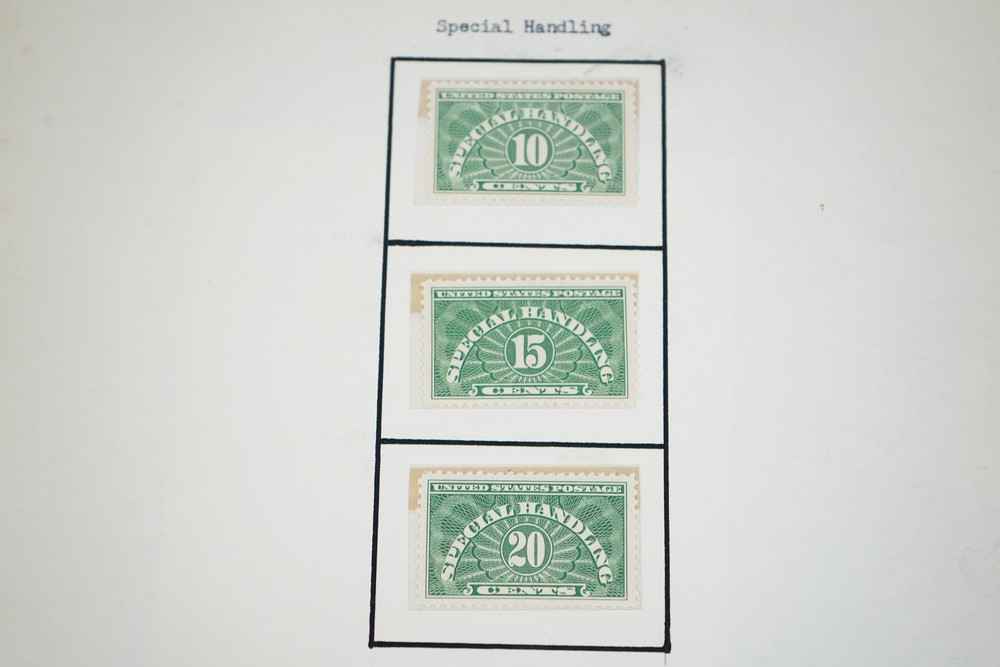 Special Handling
UNITED STATES POSTAGE
SPECIAL HANDLING
10
CENTS
UNITED STATES POSTAGE
SPECIAL HANDLING
15
CENTS
UNITED STATES POSTAGE
SPECIAL HANDLING
20
CENTS